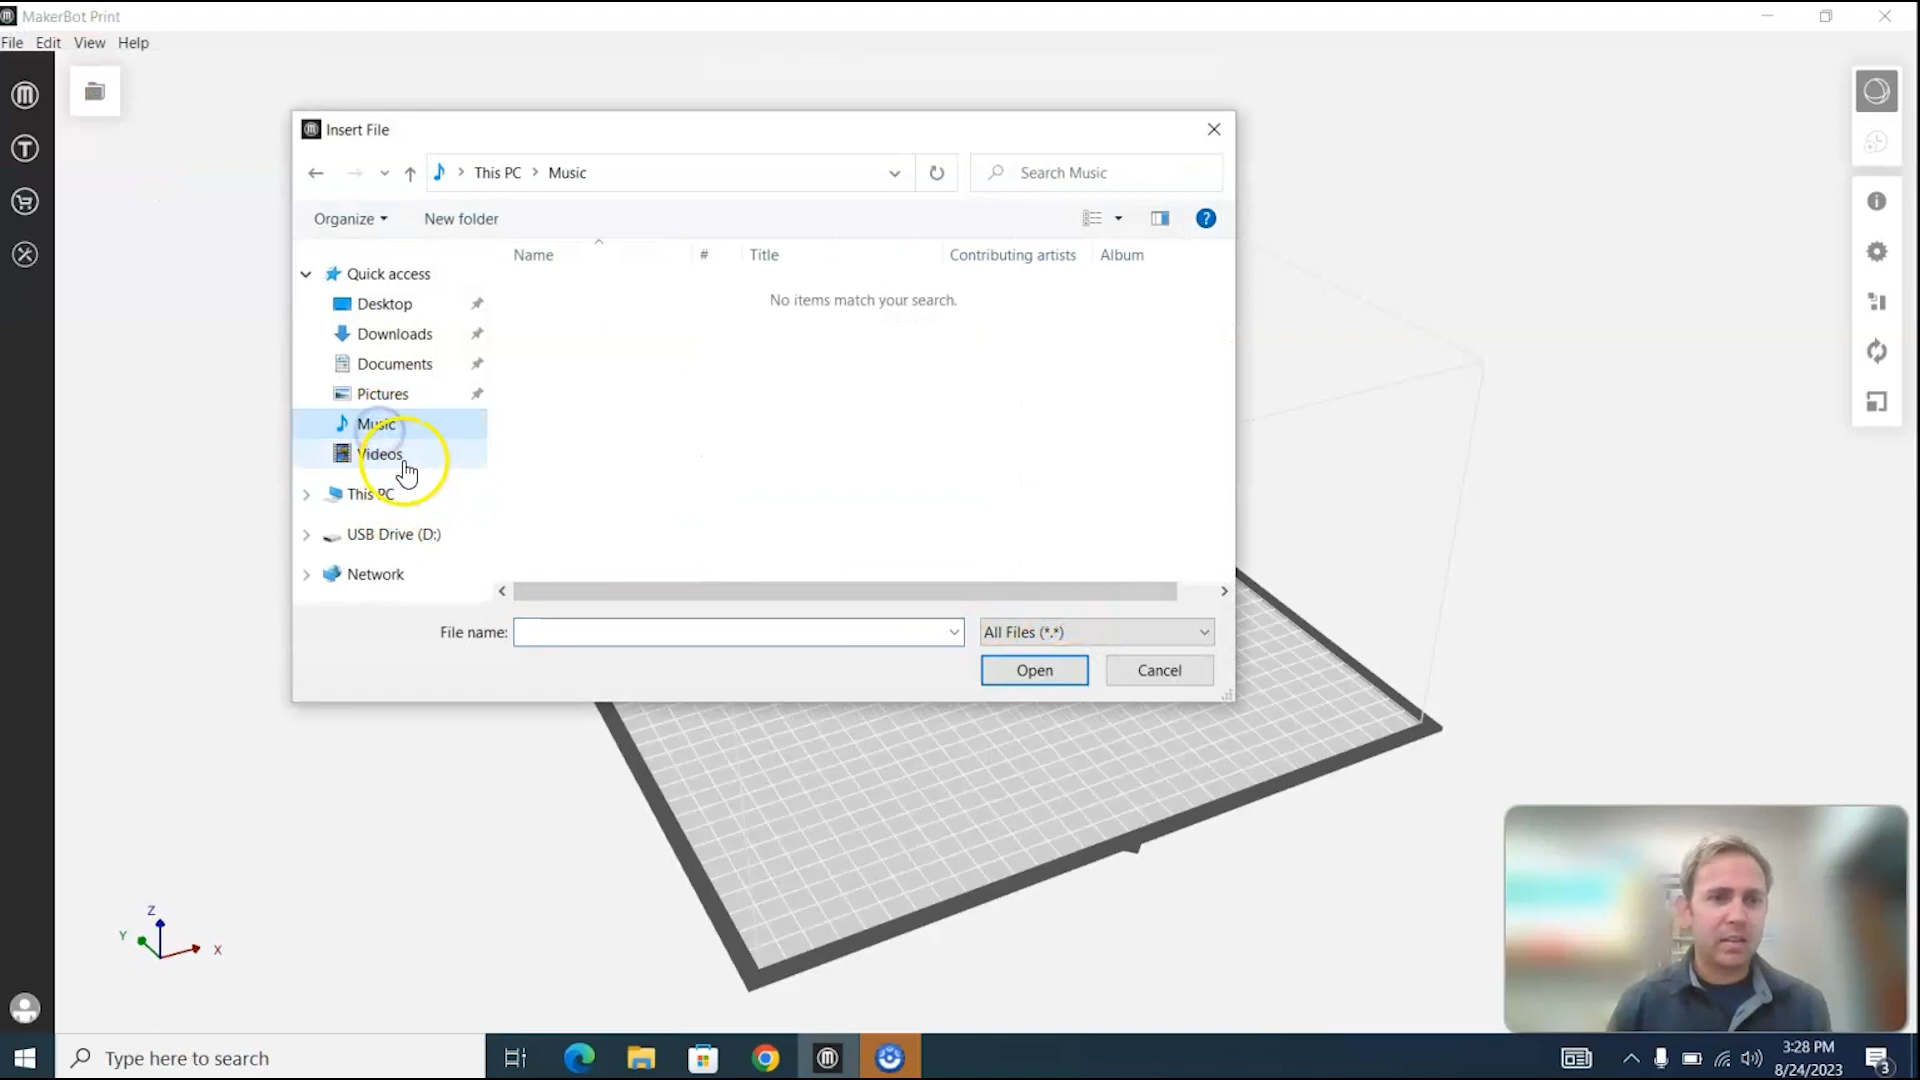 MakerBot Print
File Edit View Help
Insert File
This PC Music
Search Music
Organize New folder
Name # Title Contributing artists Album
No items match your search.
Quick access
Desktop
Downloads
Documents
Pictures
Music
Videos
This PC
USB Drive (D:)
Network
File name: All Files (*.*)
Open Cancel
Z
Y
X
Type here to search
3:28 PM
8/24/2023
3